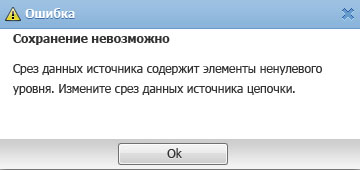 Ошибка
Сохранение невозможно
Срез данных источника содержит элементы ненулевого
уровня. Измените срез данных источника цепочки.
Ok